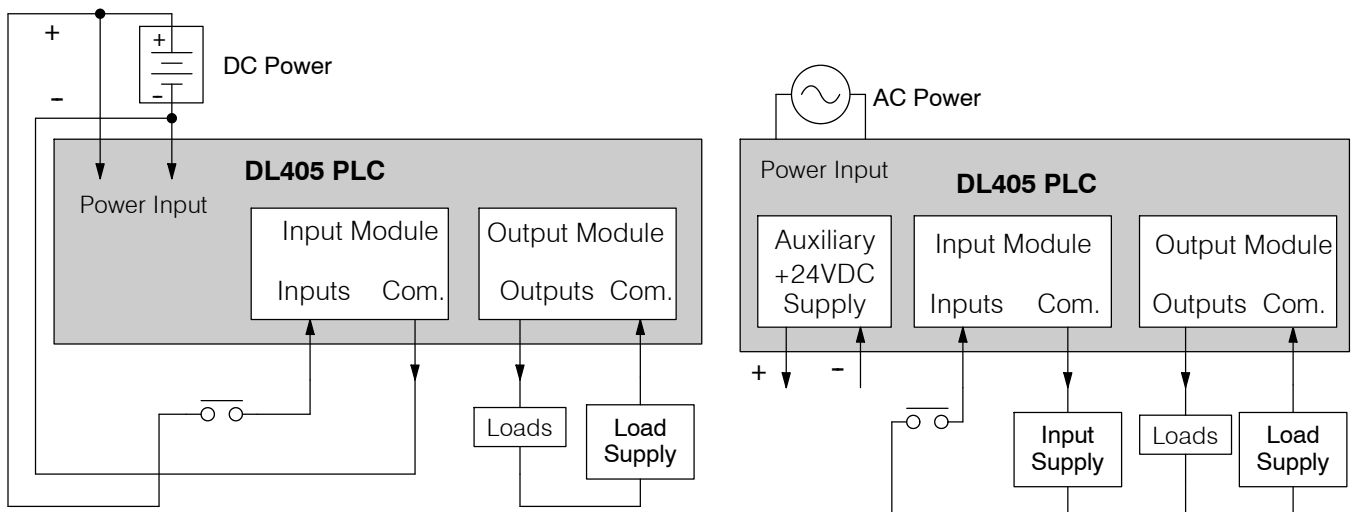 +
-
+
-
DC Power
DL405 PLC
Power Input
Input Module
Inputs Com.
Output Module
Outputs Com.
Loads
Load
Supply
AC Power
Power Input
DL405 PLC
Auxiliary
+24VDC
Supply
Input Module
Inputs Com.
Output Module
Outputs Com.
+ -
Input
Supply
Loads
Load
Supply